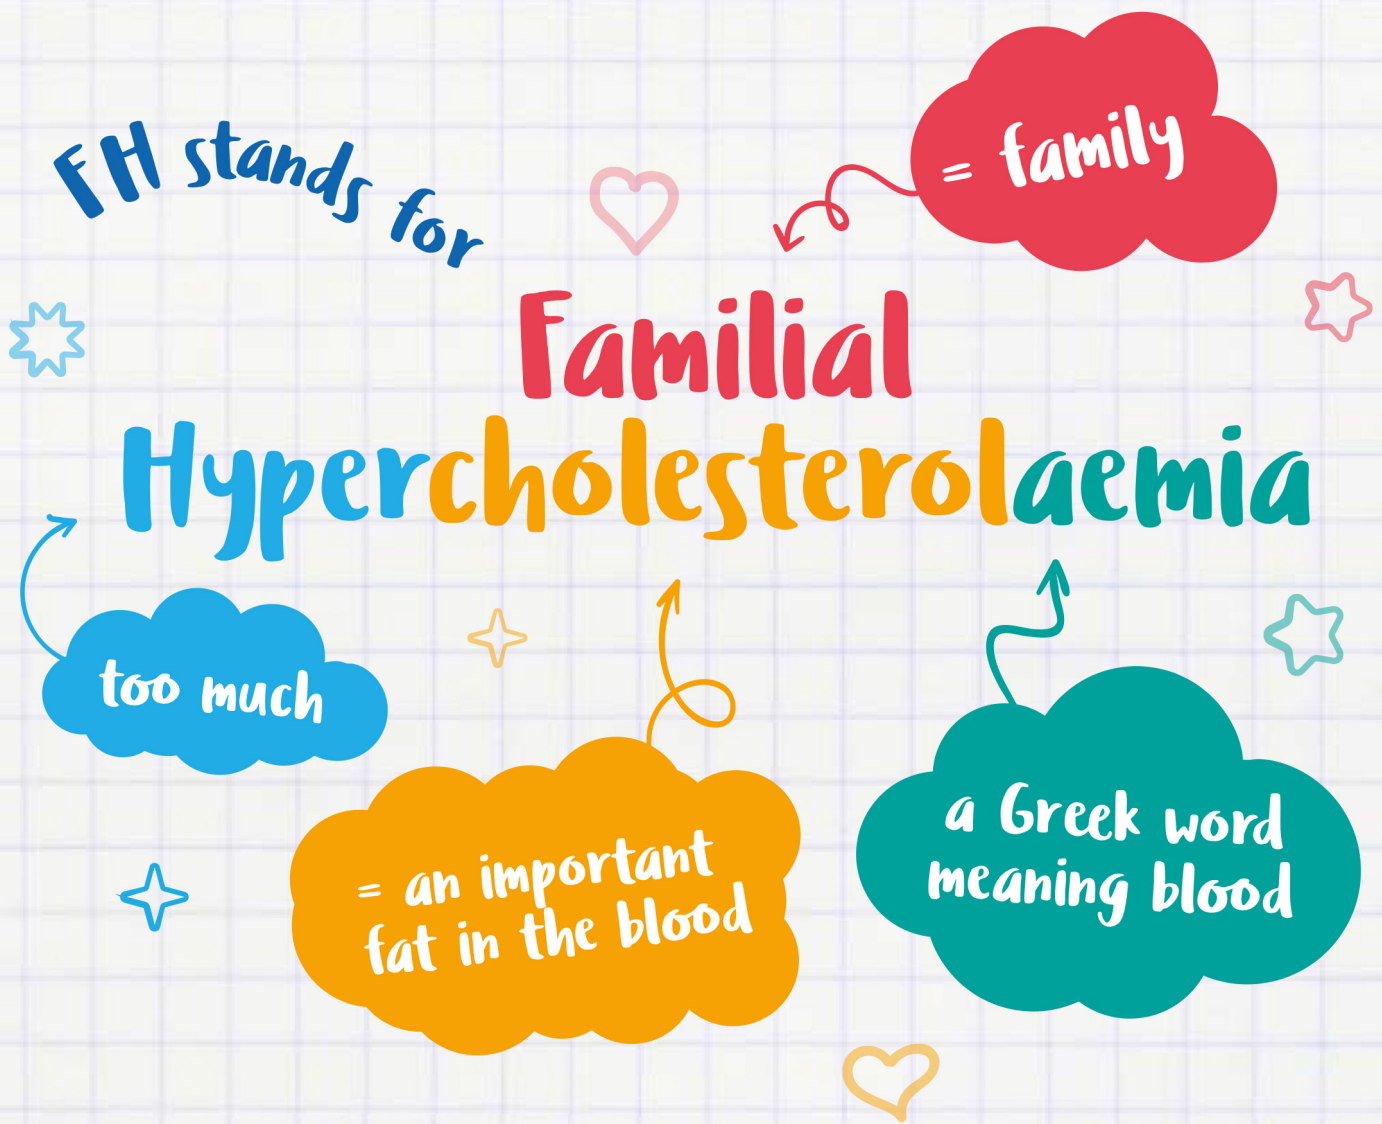 FH stands for
= family
Familial
Hypercholesterolaemia
too much
= an important
fat in the blood
a Greek word
meaning blood